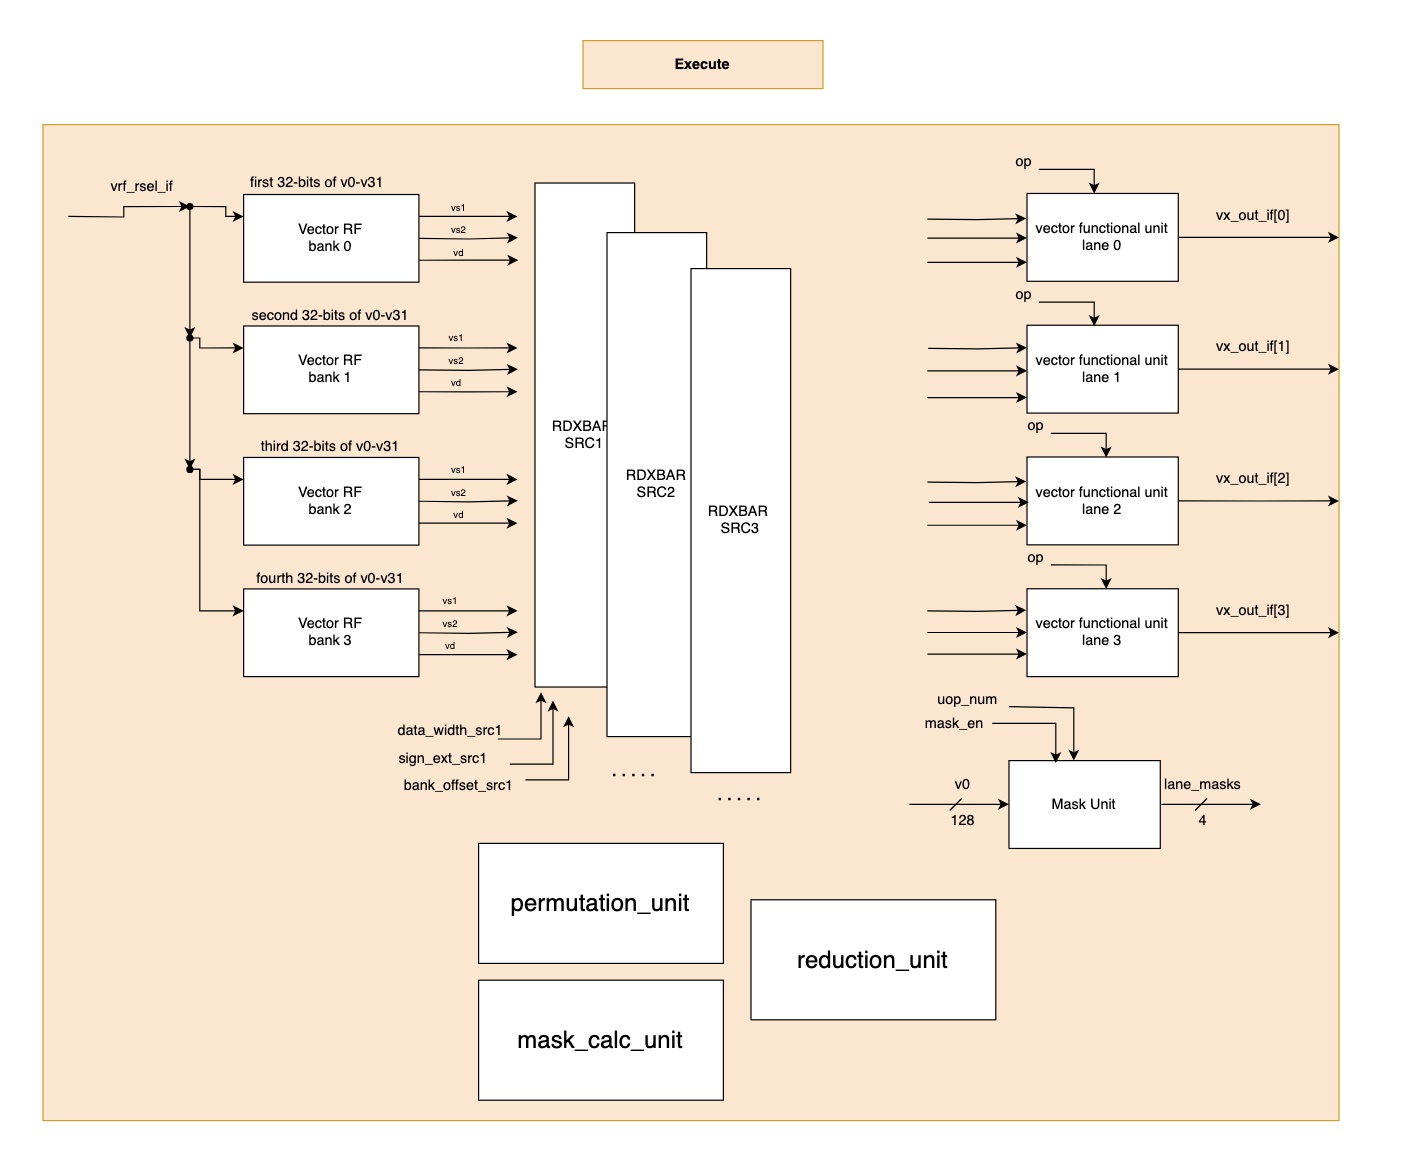 Execute
vrf_rsel_if
first 32-bits of v0-v31
Vector RF
bank 0
vs1
vs2
vd
second 32-bits of v0-v31
Vector RF
bank 1
vs1
vs2
vd
third 32-bits of v0-v31
Vector RF
bank 2
vs1
vs2
vd
fourth 32-bits of v0-v31
Vector RF
bank 3
vs1
vs2
vd
RDXBAR
SRC1
RDXBAR
SRC2
RDXBAR
SRC3
data_width_src1
sign_ext_src1
bank_offset_src1
.....
.....
op
vector functional unit
lane 0
vx_out_if[0]
op
vector functional unit
lane 1
vx_out_if[1]
op
vector functional unit
lane 2
vx_out_if[2]
op
vector functional unit
lane 3
vx_out_if[3]
uop_num
mask_en
v0
128
Mask Unit
lane_masks
4
permutation_unit
reduction_unit
mask_calc_unit